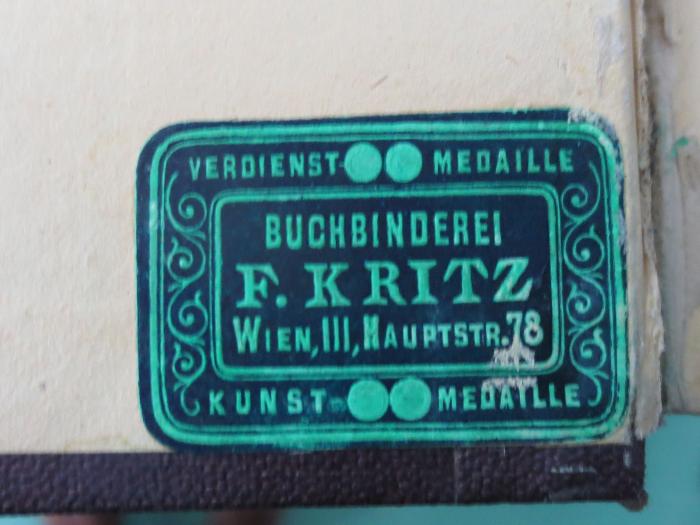 VERDIENST-MEDAILLE
BUCHBINDEREI
F. KRITZ
WIEN, III, HAUPTSTR. 78
KUNST-MEDAILLE